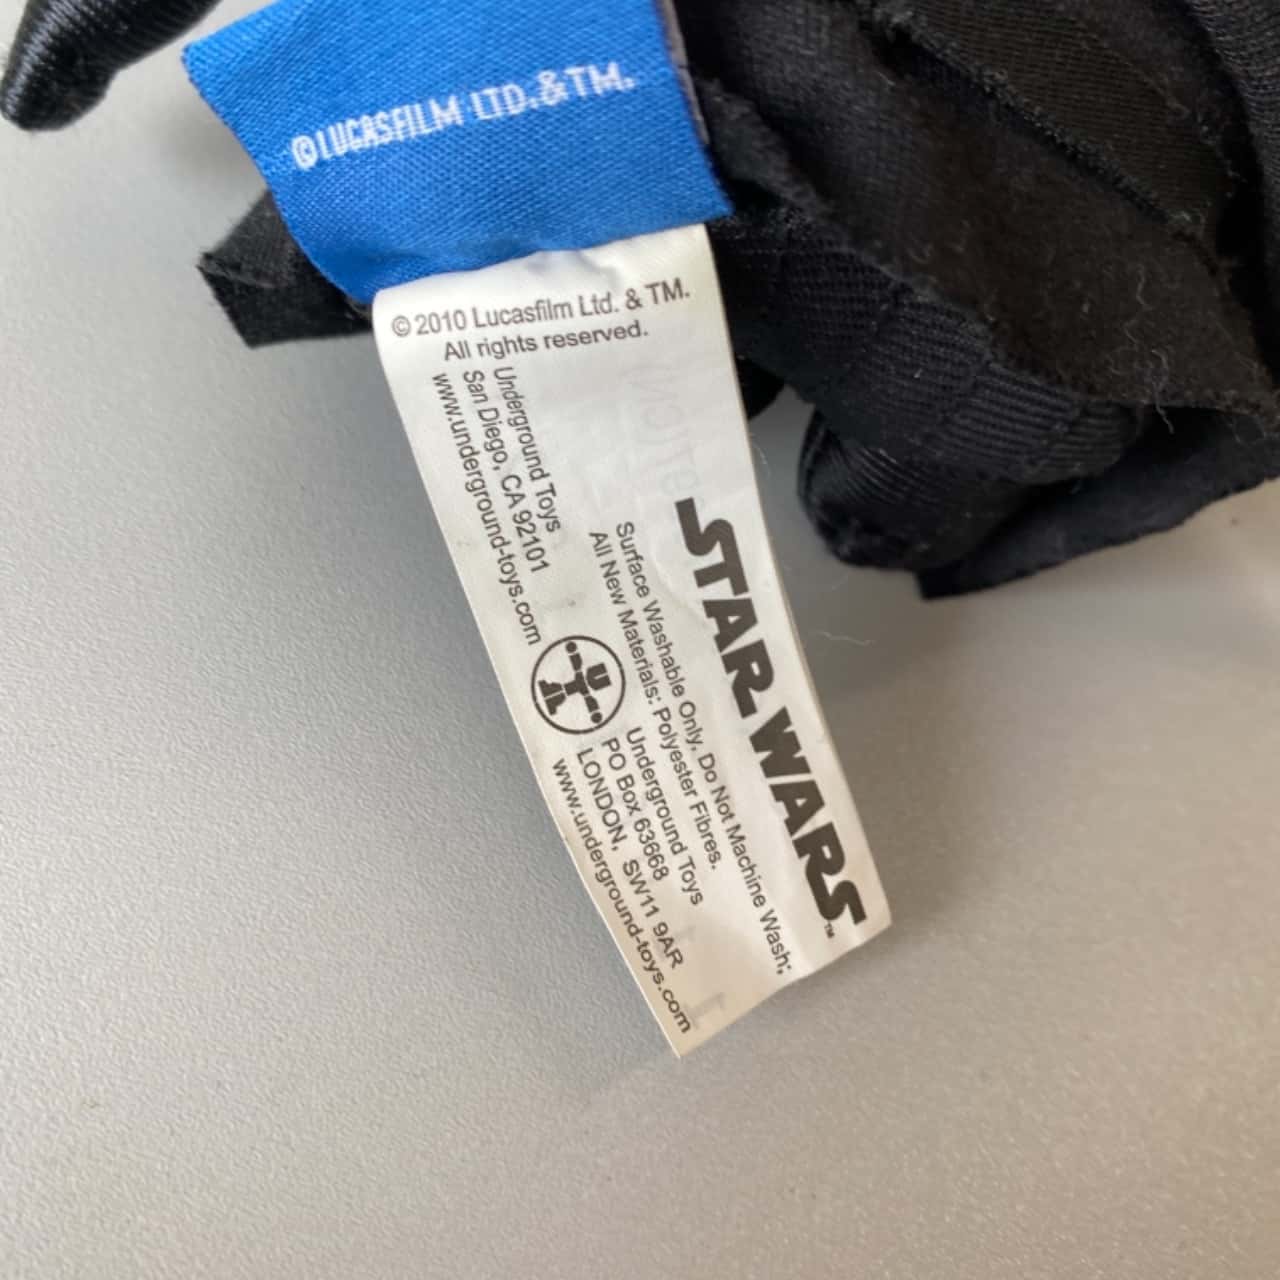 ©LUCASFILM LTD.&TM.
© 2010 Lucasfilm Ltd. & TM.
All rights reserved.
STAR WARS™
Surface Washable Only, Do Not Machine Wash;
All New Materials: Polyester Fibres.
Underground Toys
San Diego, CA 92101
www.underground-toys.com
UT
Underground Toys
PO Box 63668
LONDON, SW11 9AR
www.underground-toys.com